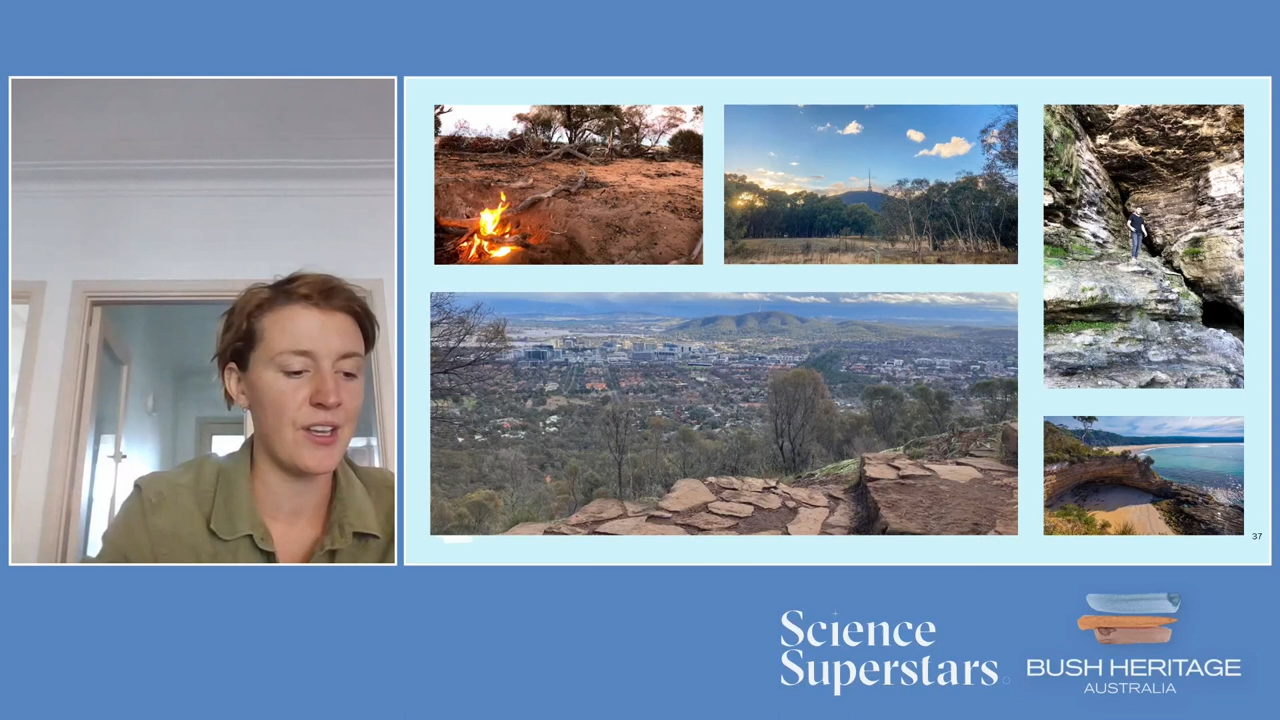 37
Science
Superstars
BUSH HERITAGE
AUSTRALIA